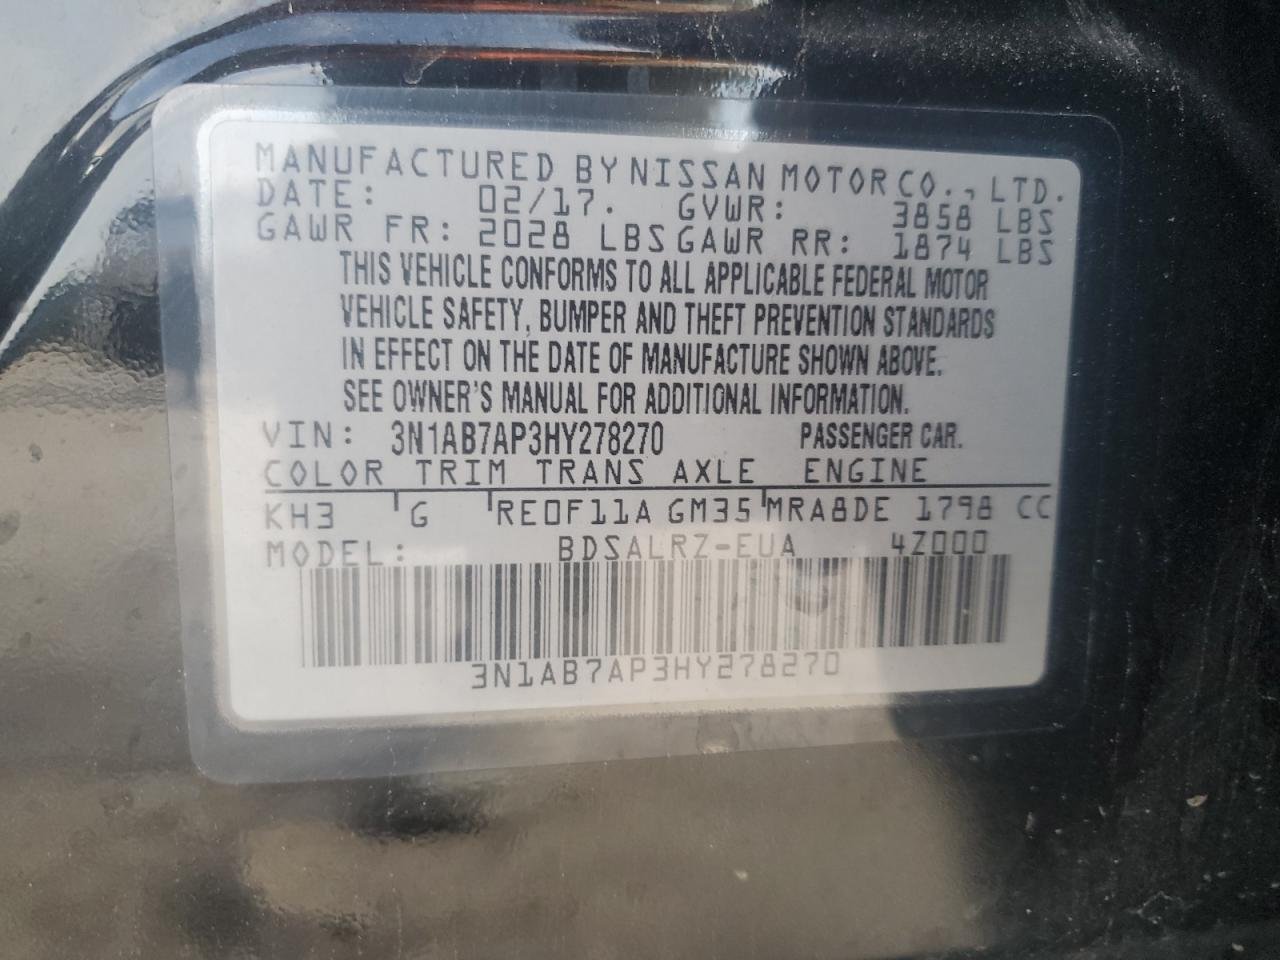 MANUFACTURED BY NISSAN MOTOR CO., LTD.
DATE: 02/17. GVWR: 3858 LBS
GAWR FR: 2028 LBS GAWR RR: 1874 LBS
THIS VEHICLE CONFORMS TO ALL APPLICABLE FEDERAL MOTOR
VEHICLE SAFETY, BUMPER AND THEFT PREVENTION STANDARDS
IN EFFECT ON THE DATE OF MANUFACTURE SHOWN ABOVE.
SEE OWNER'S MANUAL FOR ADDITIONAL INFORMATION.
VIN: 3N1AB7AP3HY278270 PASSENGER CAR.
COLOR TRIM TRANS AXLE ENGINE
KH3 G RE0F11A GM35 MRA8DE 1798 CC
MODEL: BDSALRZ-EUA 4Z000
3N1AB7AP3HY278270